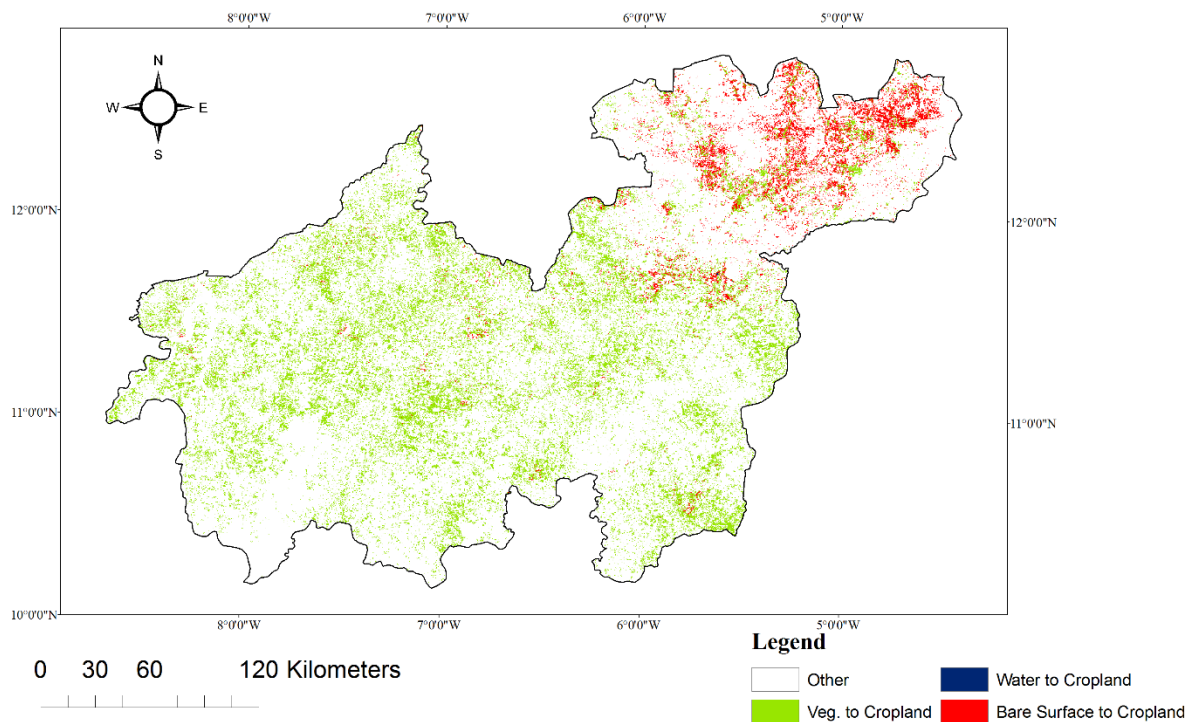 8°0'0"W 7°0'0"W 6°0'0"W 5°0'0"W
N
W E
S
12°0'0"N 12°0'0"N
11°0'0"N 11°0'0"N
10°0'0"N
8°0'0"W 7°0'0"W 6°0'0"W 5°0'0"W
Legend
0 30 60 120 Kilometers
Other Water to Cropland
Veg. to Cropland Bare Surface to Cropland